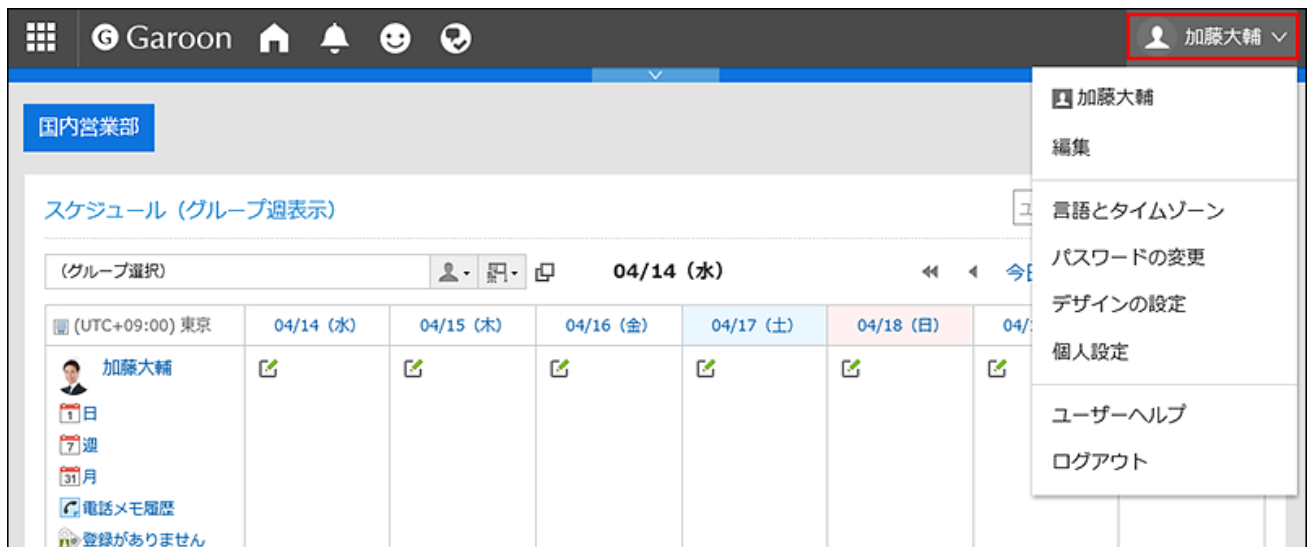 Garoon
加藤大輔
加藤大輔
編集
国内営業部
言語とタイムゾーン
パスワードの変更
デザインの設定
個人設定
ユーザーヘルプ
ログアウト
スケジュール（グループ週表示）
（グループ選択）
04/14（水）
今日
(UTC+09:00) 東京
04/14（水）
04/15（木）
04/16（金）
04/17（土）
04/18（日）
04/
加藤大輔
1 日
7 週
31 月
電話メモ履歴
登録がありません